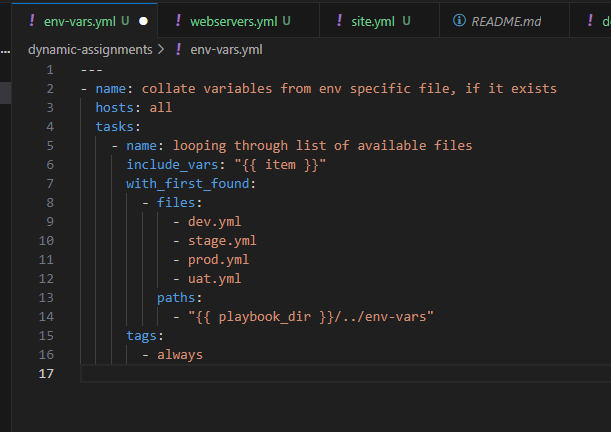 ! env-vars.yml U ● ! webservers.yml U ! site.yml U ⓘ README.md ! d
... dynamic-assignments > ! env-vars.yml
1 ---
2 - name: collate variables from env specific file, if it exists
3   hosts: all
4   tasks:
5     - name: looping through list of available files
6       include_vars: "{{ item }}"
7       with_first_found:
8         - files:
9             - dev.yml
10             - stage.yml
11             - prod.yml
12             - uat.yml
13           paths:
14             - "{{ playbook_dir }}/../env-vars"
15       tags:
16         - always
17